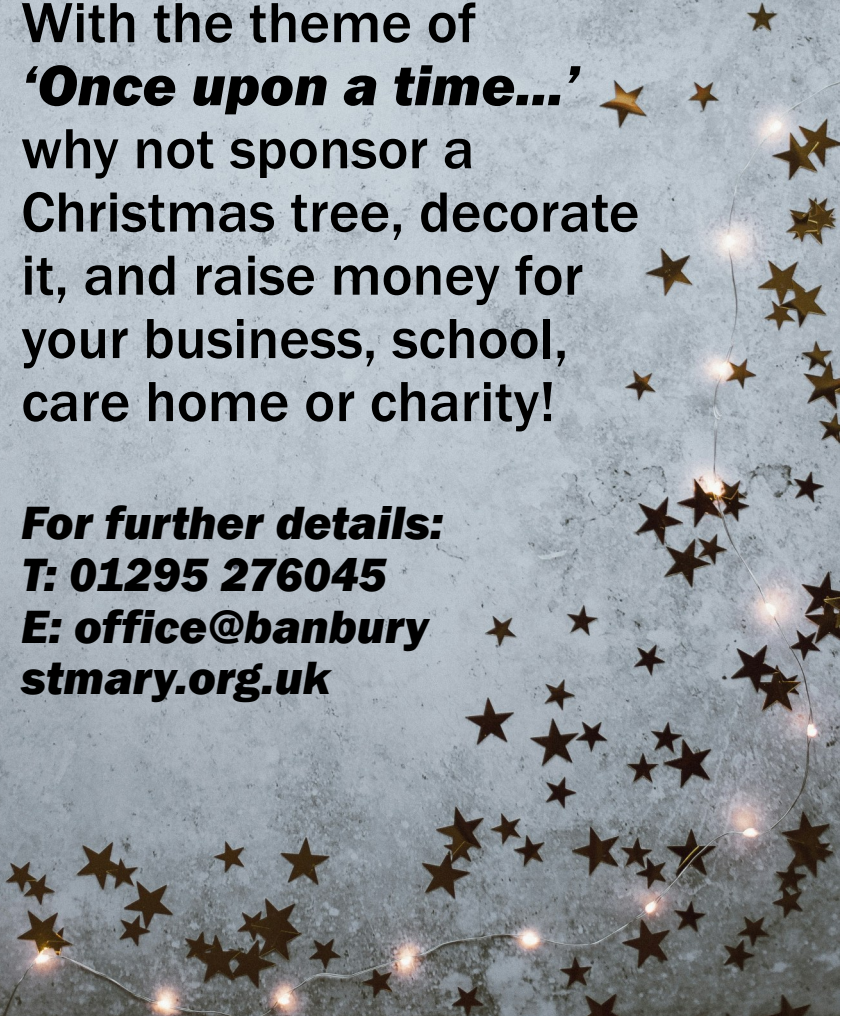 With the theme of
‘Once upon a time...’
why not sponsor a
Christmas tree, decorate
it, and raise money for
your business, school,
care home or charity!
For further details:
T: 01295 276045
E: office@banbury
stmary.org.uk